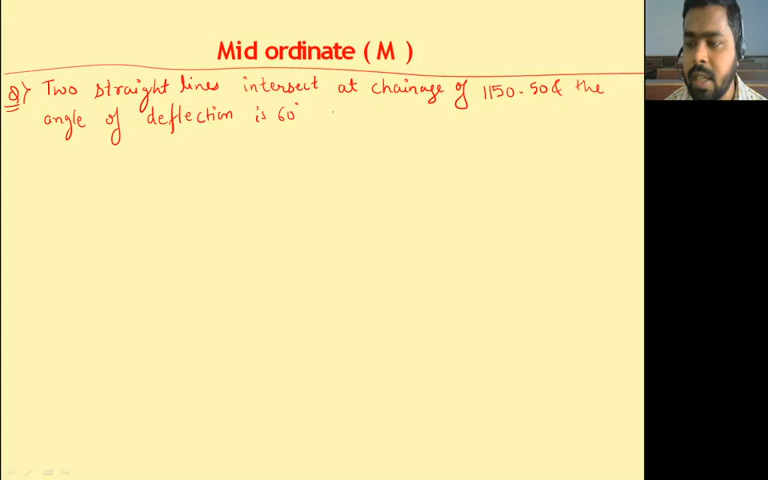 Mid ordinate ( M )
Q) Two straight lines intersect at chainage of 1150.50 & the
angle of deflection is 60°